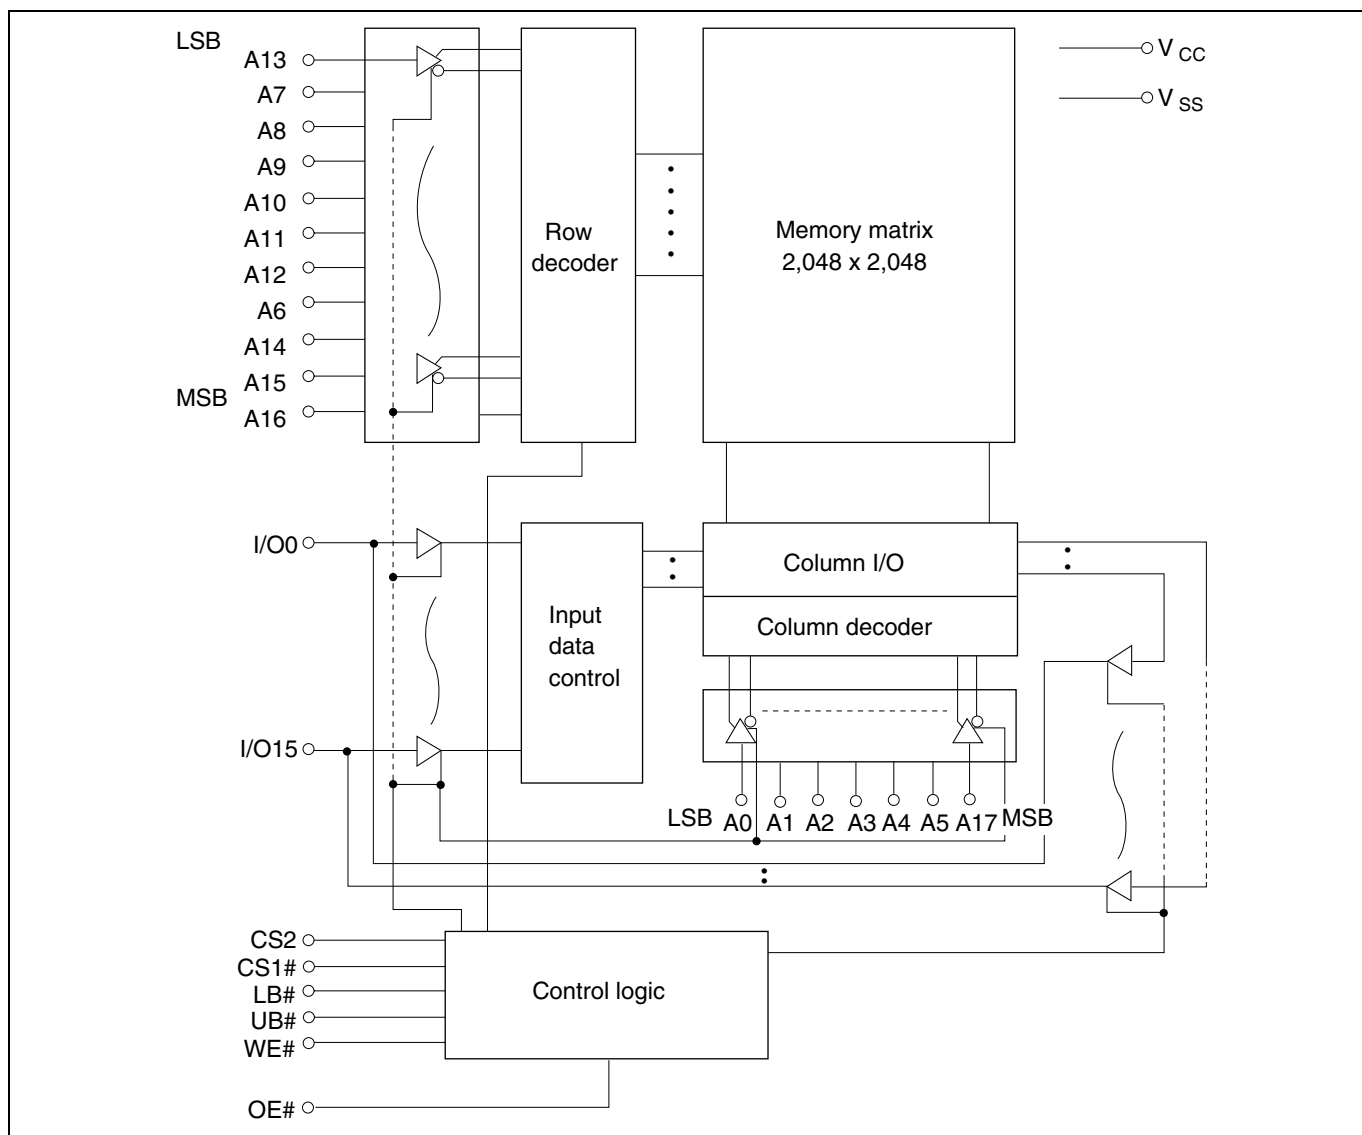 LSB
A13
A7
A8
A9
A10
A11
A12
A6
A14
A15
MSB
A16
Row
decoder
Memory matrix
2,048 x 2,048
V CC
V SS
I/O0
I/O15
Input
data
control
Column I/O
Column decoder
LSB A0 A1 A2 A3 A4 A5 A17 MSB
CS2
CS1#
LB#
UB#
WE#
OE#
Control logic